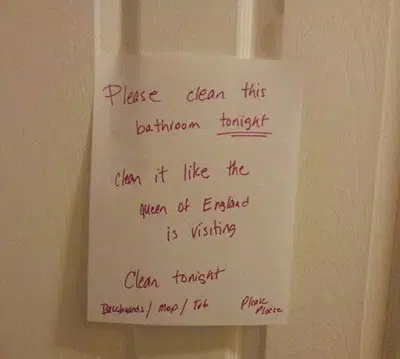 Please clean this
bathroom tonight
Clean it like the
queen of England
is visiting
Clean tonight
Baseboards / mop / Tub
Please
Please